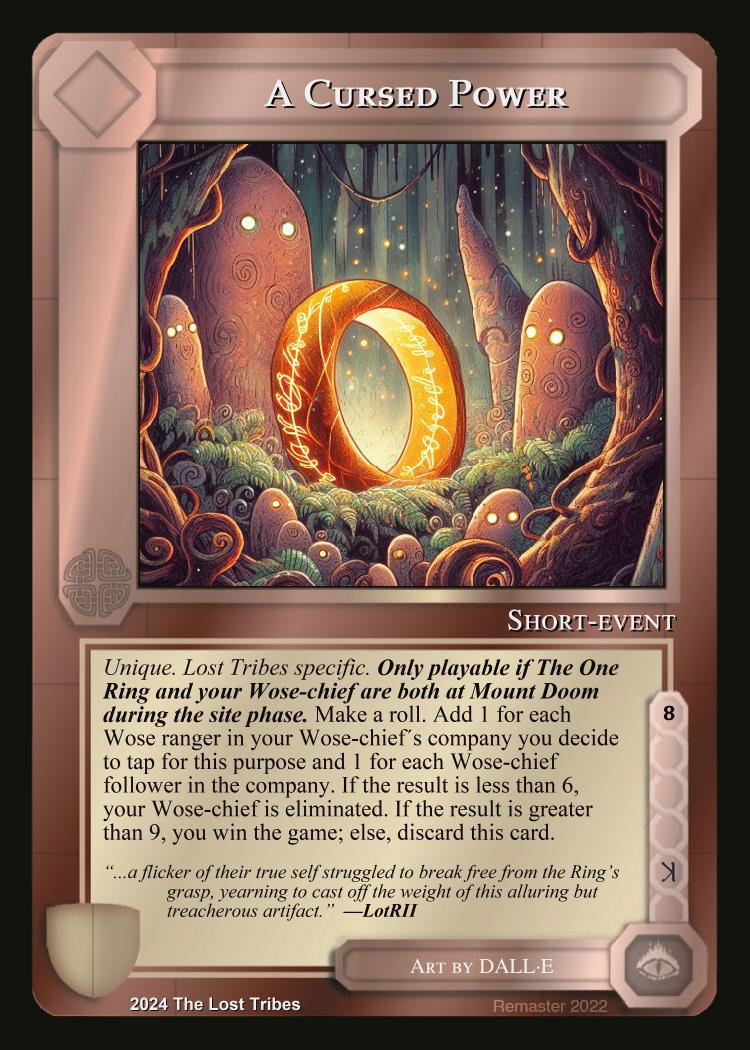 A Cursed Power
Short-event
Unique. Lost Tribes specific. Only playable if The One
Ring and your Wose-chief are both at Mount Doom
during the site phase. Make a roll. Add 1 for each
Wose ranger in your Wose-chief´s company you decide
to tap for this purpose and 1 for each Wose-chief
follower in the company. If the result is less than 6,
your Wose-chief is eliminated. If the result is greater
than 9, you win the game; else, discard this card.
8
“...a flicker of their true self struggled to break free from the Ring’s
grasp, yearning to cast off the weight of this alluring but
treacherous artifact.” —LotRII
Art by DALL·E
2024 The Lost Tribes
Remaster 2022